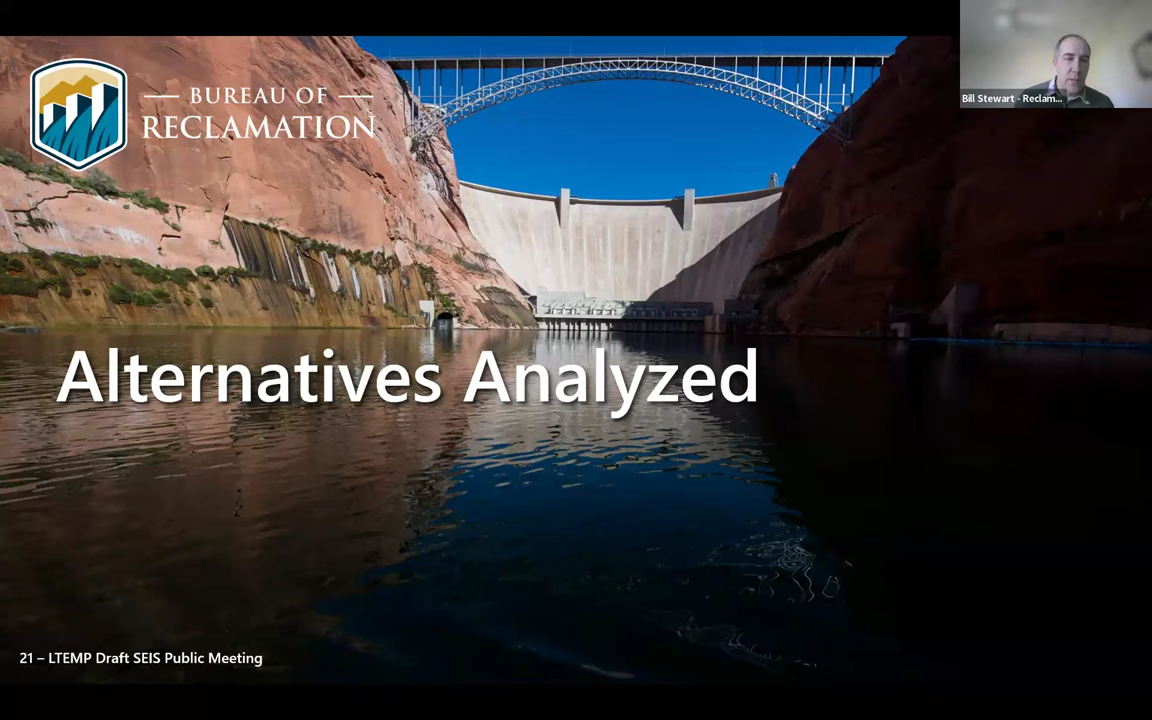 BUREAU OF
RECLAMATION
Bill Stewart - Reclam...
Alternatives Analyzed
21 – LTEMP Draft SEIS Public Meeting